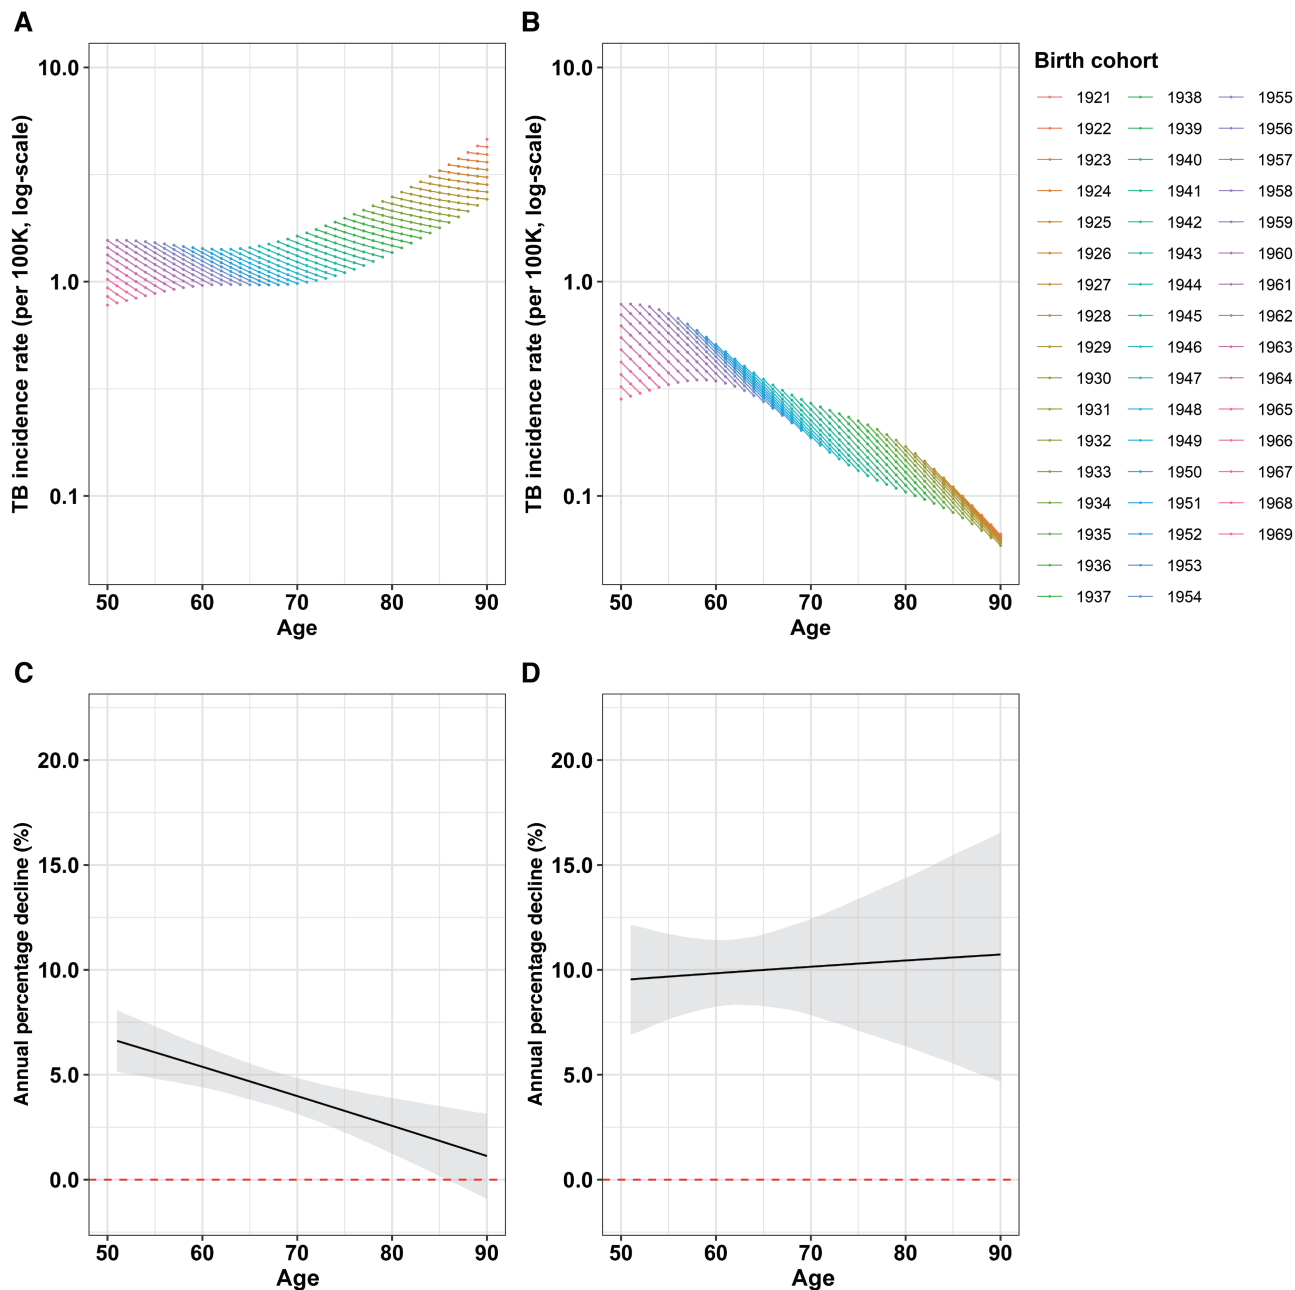 A
TB incidence rate (per 100K, log-scale)
10.0
1.0
0.1
50 60 70 80 90
Age
B
TB incidence rate (per 100K, log-scale)
10.0
1.0
0.1
50 60 70 80 90
Age
Birth cohort
1921 1938 1955
1922 1939 1956
1923 1940 1957
1924 1941 1958
1925 1942 1959
1926 1943 1960
1927 1944 1961
1928 1945 1962
1929 1946 1963
1930 1947 1964
1931 1948 1965
1932 1949 1966
1933 1950 1967
1934 1951 1968
1935 1952 1969
1936 1953
1937 1954
C
Annual percentage decline (%)
20.0
15.0
10.0
5.0
0.0
50 60 70 80 90
Age
D
Annual percentage decline (%)
20.0
15.0
10.0
5.0
0.0
50 60 70 80 90
Age